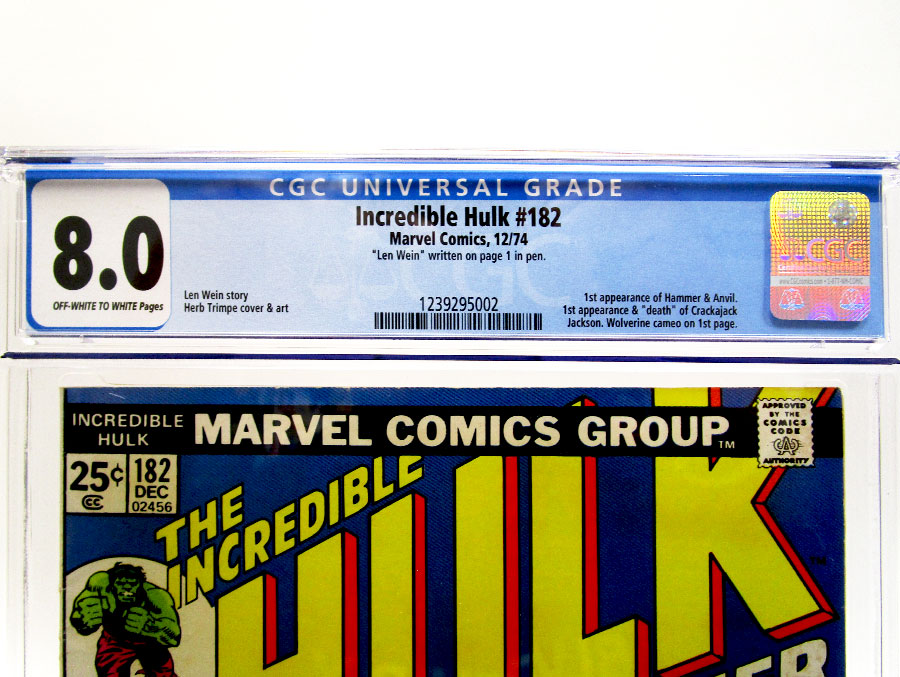 CGC UNIVERSAL GRADE
8.0
OFF-WHITE TO WHITE Pages
Incredible Hulk #182
Marvel Comics, 12/74
"Len Wein" written on page 1 in pen.
Len Wein story
Herb Trimpe cover & art
1239295002
1st appearance of Hammer & Anvil.
1st appearance & "death" of Crackajack
Jackson. Wolverine cameo on 1st page.
CGC
INCREDIBLE
HULK
MARVEL COMICS GROUP TM
APPROVED
BY THE
COMICS
CODE
AUTHORITY
25¢
CC
182
DEC
02456
THE
INCREDIBLE
HULK